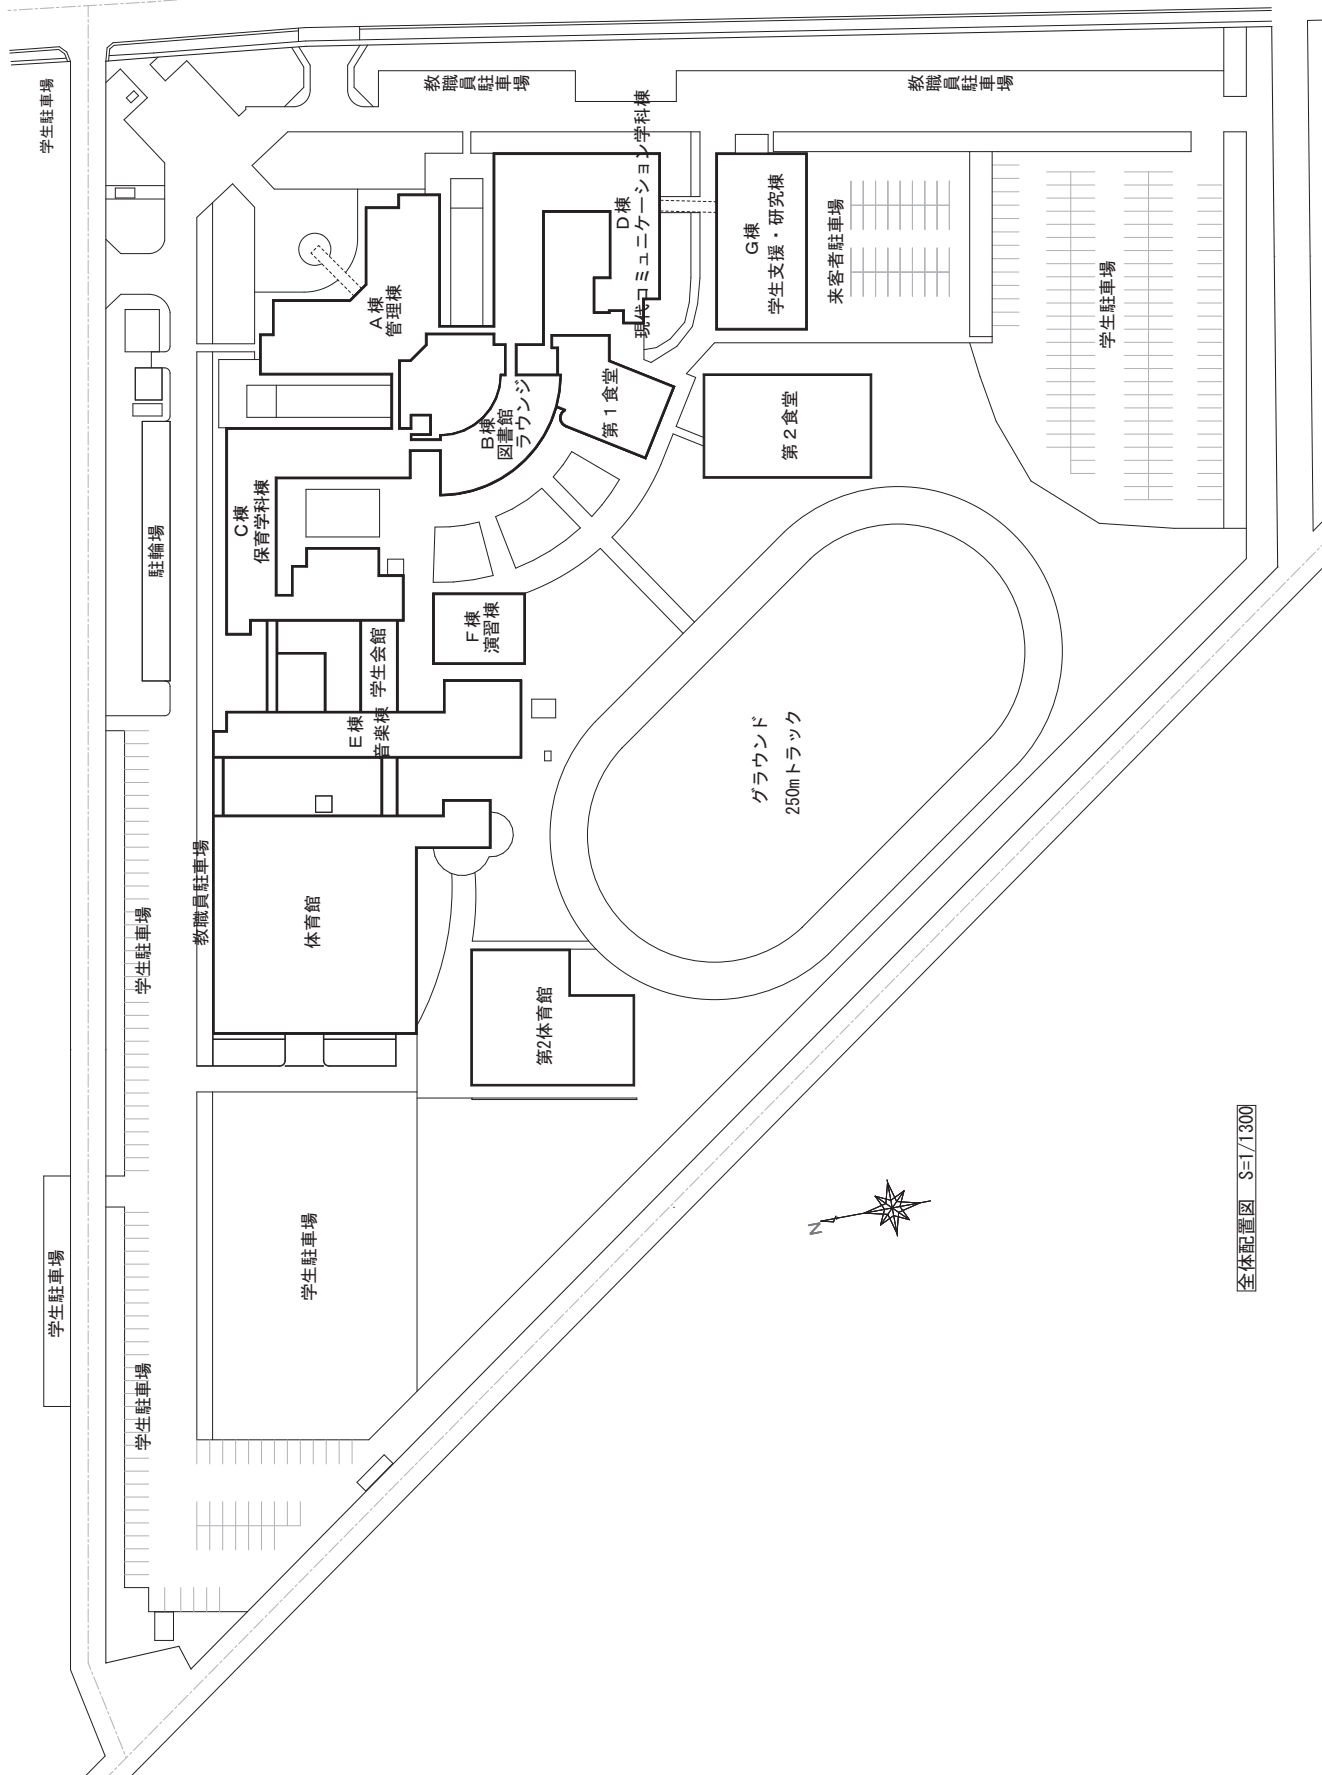 学生駐車場
教職員駐車場
教職員駐車場
D棟
現代コミュニケーション学科棟
G棟
学生支援・研究棟
来客者駐車場
学生駐車場
A棟
管理棟
B棟
図書館
ラウンジ
第1食堂
第2食堂
C棟
保育学科棟
駐輪場
F棟
演習棟
学生会館
E棟
音楽棟
グラウンド
250mトラック
教職員駐車場
学生駐車場
体育館
第2体育館
学生駐車場
学生駐車場
学生駐車場
N
全体配置図 S=1/1300